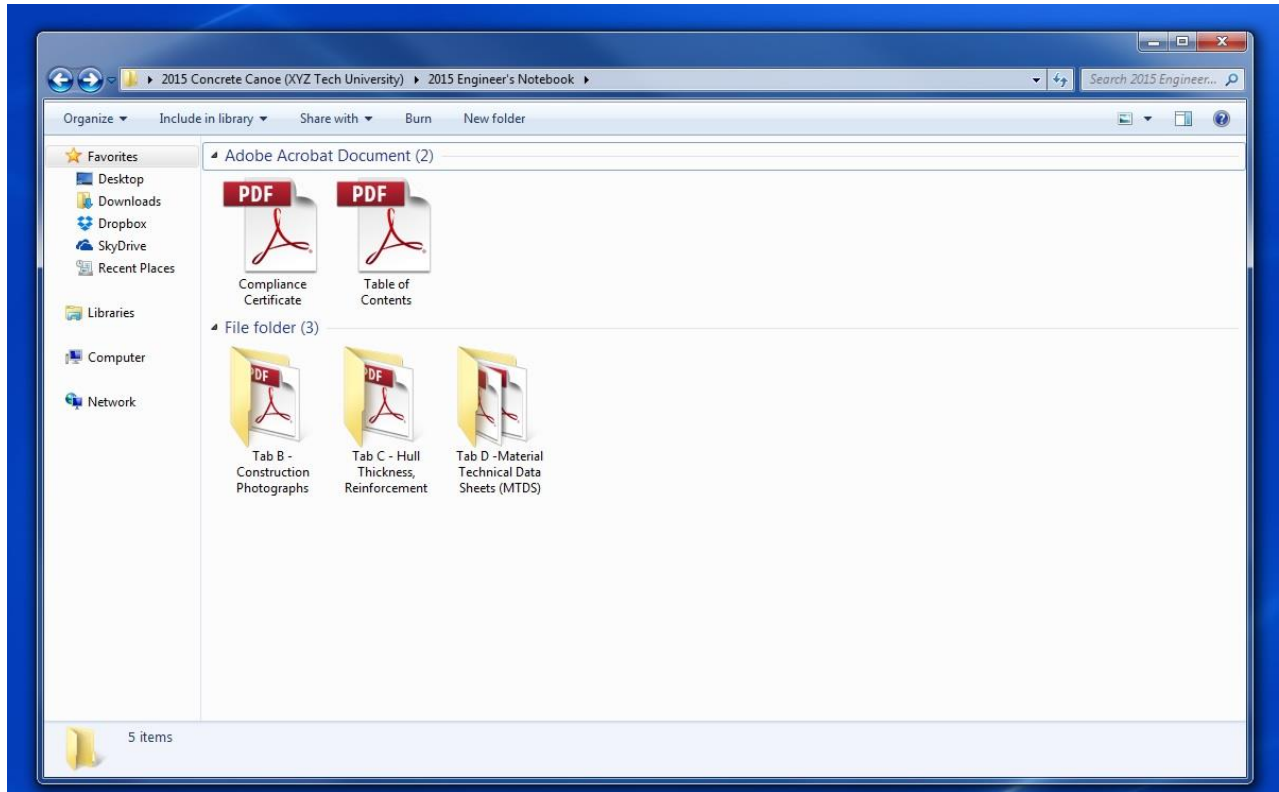 2015 Concrete Canoe (XYZ Tech University) 2015 Engineer's Notebook
Search 2015 Engineer...
Organize Include in library Share with Burn New folder
Favorites
Desktop
Downloads
Dropbox
SkyDrive
Recent Places
Libraries
Computer
Network
Adobe Acrobat Document (2)
PDF
PDF
Compliance
Certificate
Table of
Contents
File folder (3)
PDF
PDF
Tab B -
Construction
Photographs
Tab C - Hull
Thickness,
Reinforcement
Tab D -Material
Technical Data
Sheets (MTDS)
5 items